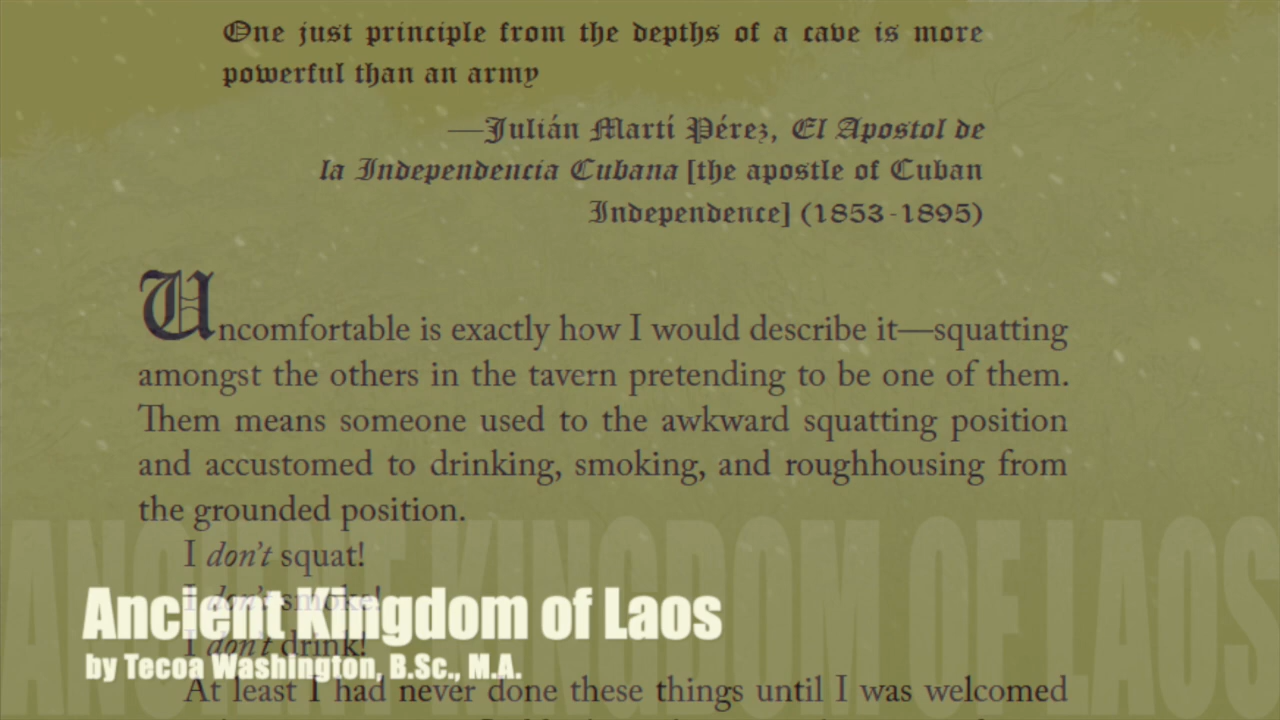 One just principle from the depths of a cave is more
powerful than an army
—Julián Martí Pérez, El Apostol de
la Independencia Cubana [the apostle of Cuban
Independence] (1853-1895)
Uncomfortable is exactly how I would describe it—squatting
amongst the others in the tavern pretending to be one of them.
Them means someone used to the awkward squatting position
and accustomed to drinking, smoking, and roughhousing from
the grounded position.
I don't squat!
I don't smoke!
I don't drink!
At least I had never done these things until I was welcomed
ANCIENT KINGDOM OF LAOS
Ancient Kingdom of Laos
by Tecoa Washington, B.Sc., M.A.